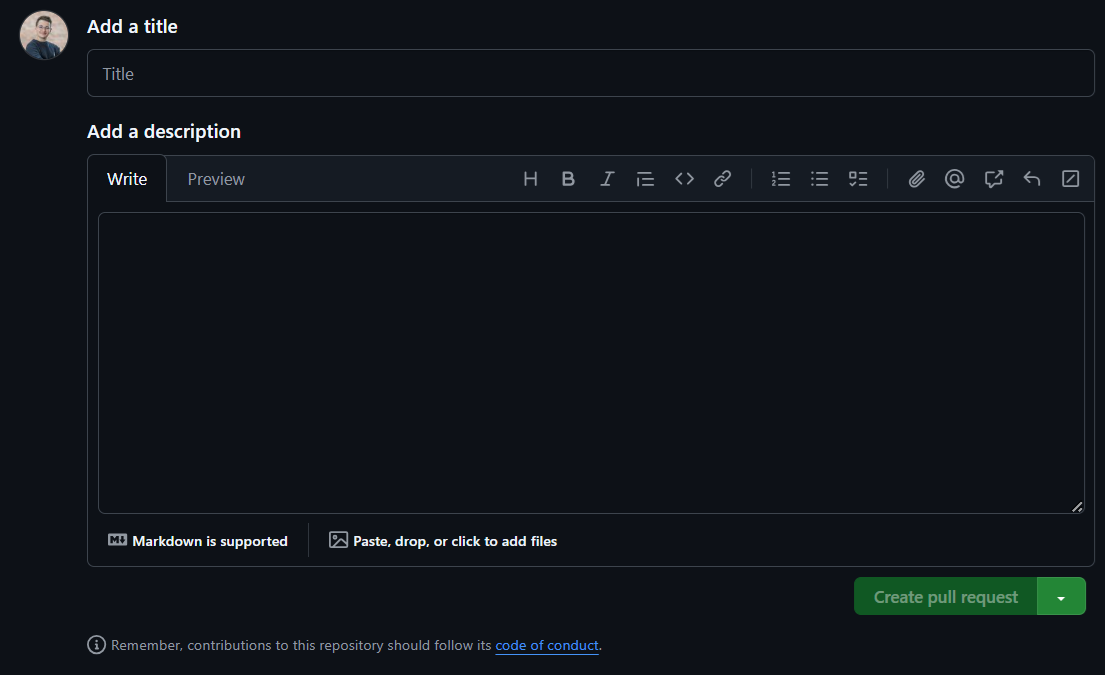 Add a title
Title
Add a description
Write
Preview
Markdown is supported
Paste, drop, or click to add files
Create pull request
Remember, contributions to this repository should follow its code of conduct.